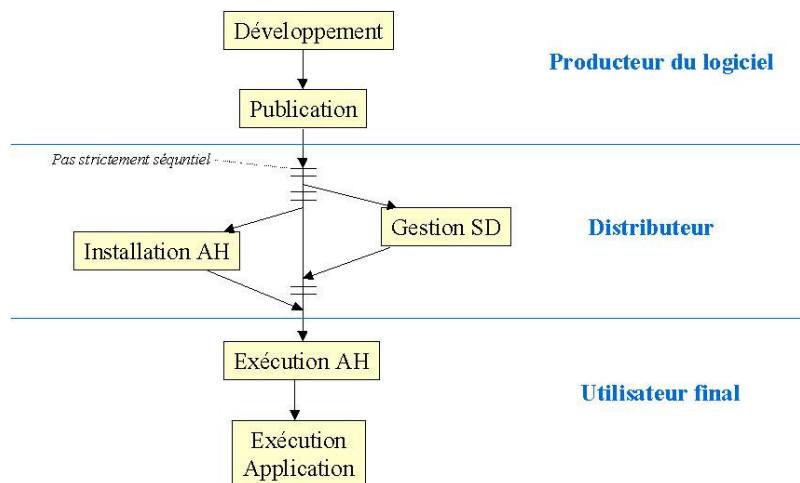 Développement
Producteur du logiciel
Publication
Pas strictement séquntiel
Gestion SD
Distributeur
Installation AH
Exécution AH
Utilisateur final
Exécution
Application